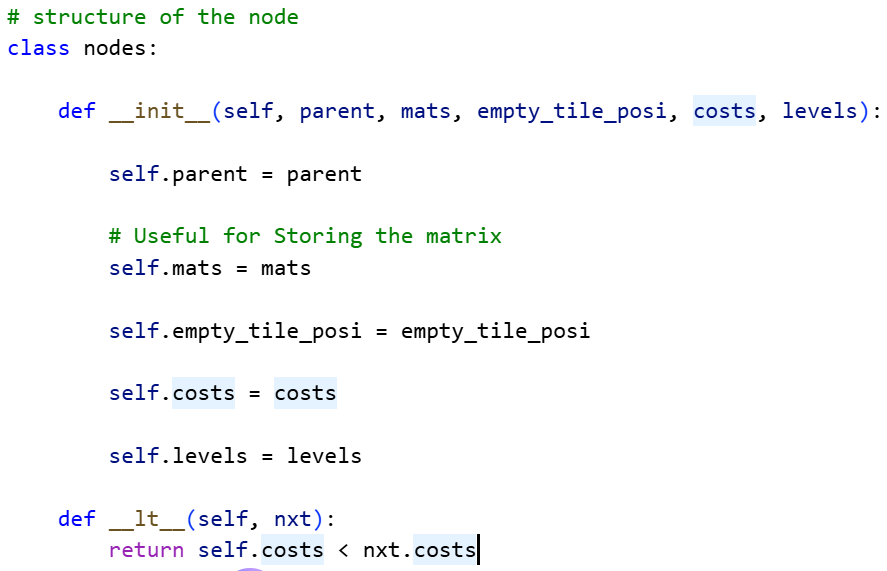 # structure of the node
class nodes:
    def __init__(self, parent, mats, empty_tile_posi, costs, levels):
        self.parent = parent
        # Useful for Storing the matrix
        self.mats = mats
        self.empty_tile_posi = empty_tile_posi
        self.costs = costs
        self.levels = levels
    def __lt__(self, nxt):
        return self.costs < nxt.costs